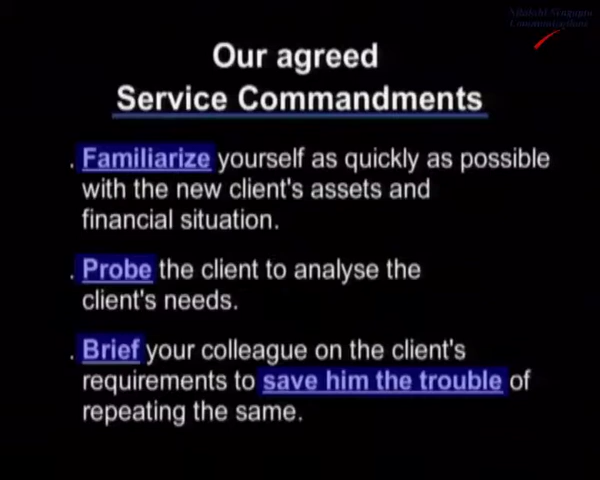 Our agreed
Service Commandments
. Familiarize yourself as quickly as possible
with the new client's assets and
financial situation.
. Probe the client to analyse the
client's needs.
. Brief your colleague on the client's
requirements to save him the trouble of
repeating the same.